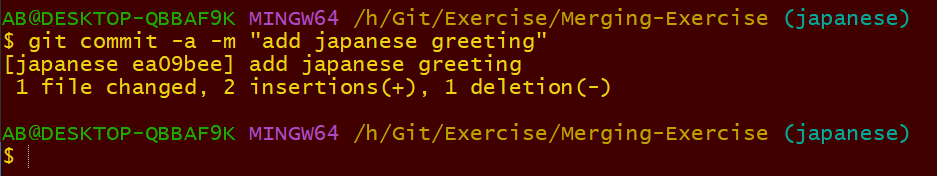 AB@DESKTOP-QBBAF9K MINGW64 /h/Git/Exercise/Merging-Exercise (japanese)
$ git commit -a -m "add japanese greeting"
[japanese ea09bee] add japanese greeting
 1 file changed, 2 insertions(+), 1 deletion(-)

AB@DESKTOP-QBBAF9K MINGW64 /h/Git/Exercise/Merging-Exercise (japanese)
$